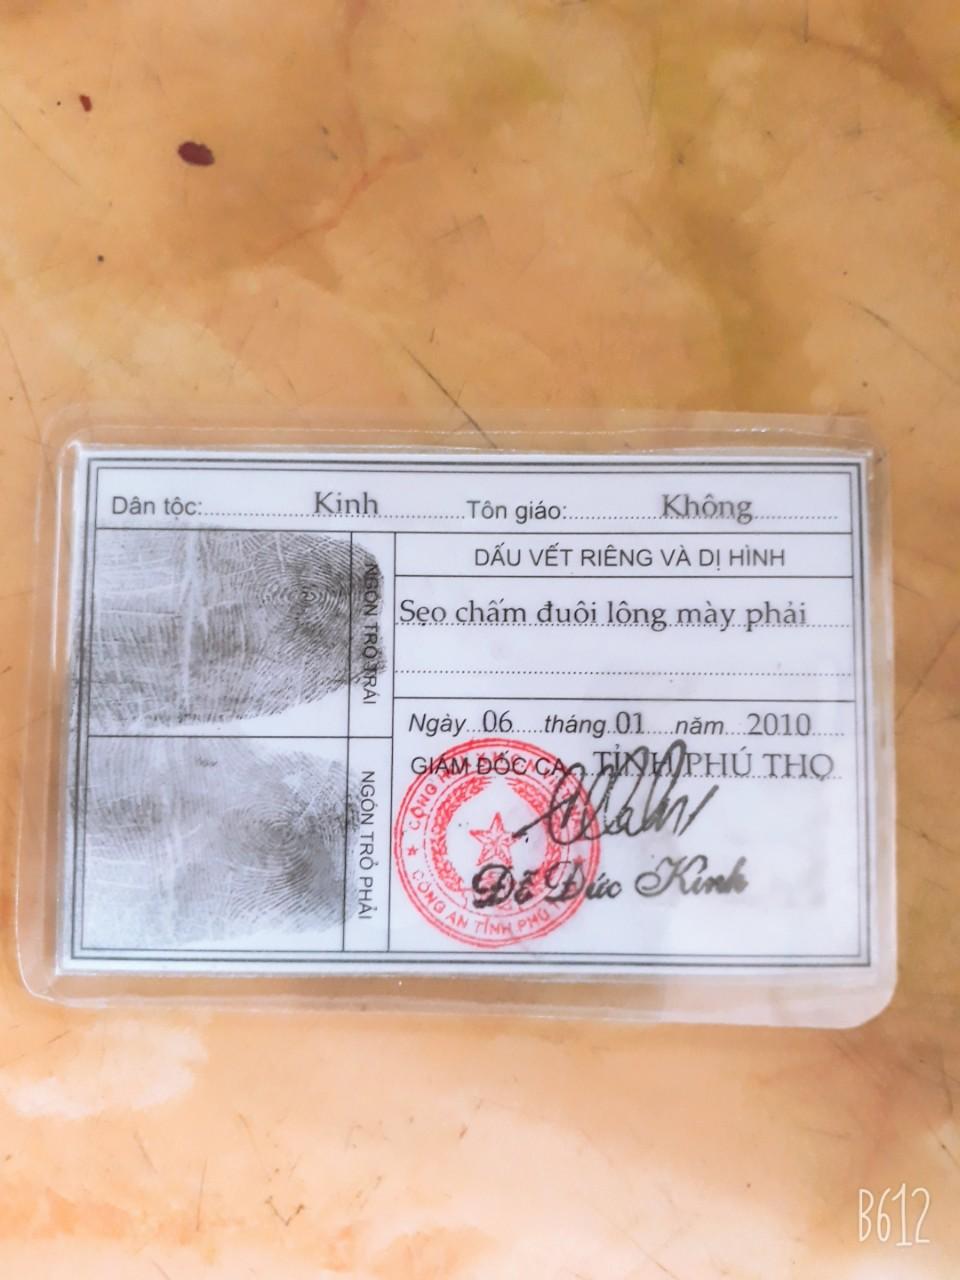 Dân tộc: Kinh Tôn giáo: Không
NGÓN TRỎ TRÁI
DẤU VẾT RIÊNG VÀ DỊ HÌNH
Sẹo chấm đuôi lông mày phải
Ngày 06 tháng 01 năm 2010
GIÁM ĐỐC CA TỈNH PHÚ THỌ
NGÓN TRỎ PHẢI
CÔNG AN TỈNH PHÚ
Đỗ Đức Kinh
B612